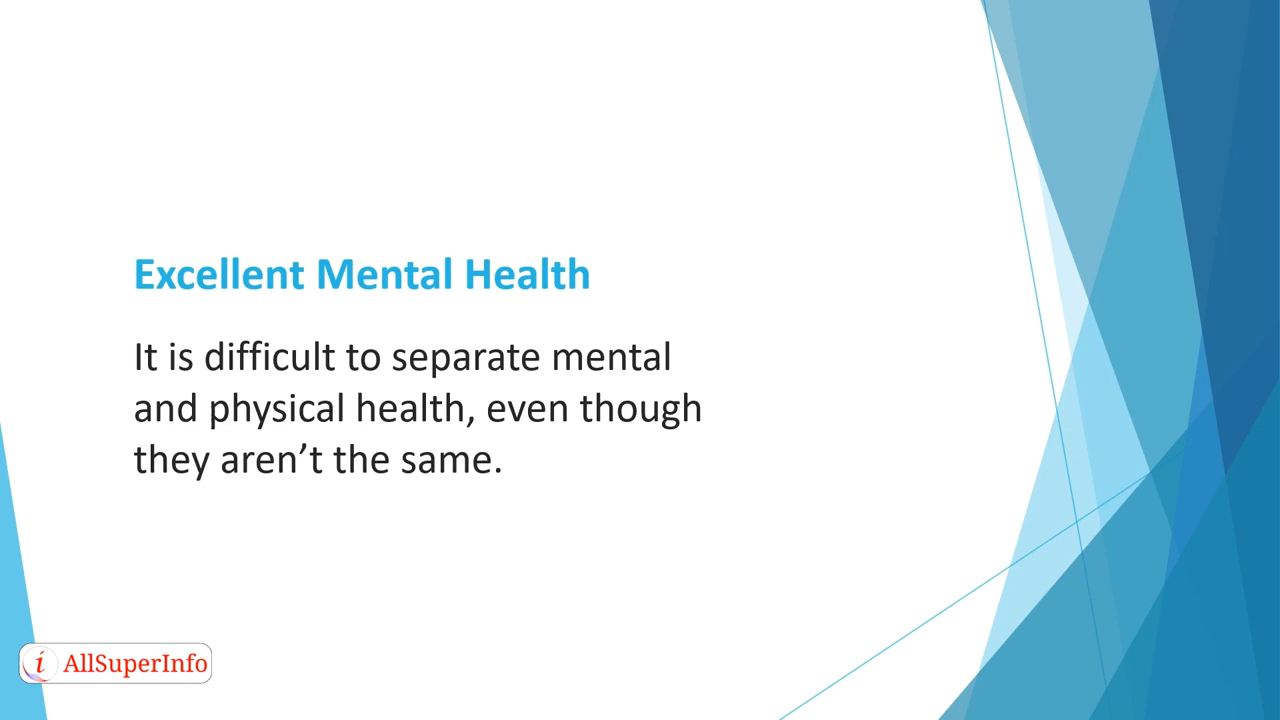 Excellent Mental Health
It is difficult to separate mental
and physical health, even though
they aren’t the same.
i AllSuperInfo